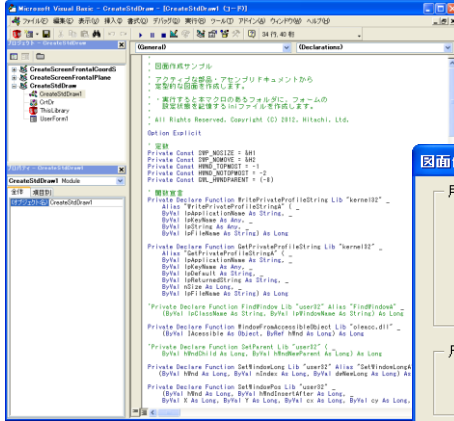 Microsoft Visual Basic - CreateStdDraw - [CreateStdDraw1 (コード)]
ファイル(F) 編集(E) 表示(V) 挿入(I) 書式(O) デバッグ(D) 実行(R) ツール(T) アドイン(A) ウィンドウ(W) ヘルプ(H)
34 行, 40 桁
プロジェクト - CreateStdDraw
CreateScreenFrontalCoordS
CreateScreenFrontalPlane
CreateStdDraw
CreateStdDraw1
CrtDr
ThisLibrary
UserForm1
プロパティ - CreateStdDraw1
CreateStdDraw1 Module
全体 項目別
(オブジェクト名) CreateStdDraw1
(General) (Declarations)
' 図面作成サンプル
' アクティブな部品・アセンブリドキュメントから
' 定型的な図面を作成します。
' ・実行すると本マクロのあるフォルダに、フォームの
' 設定状態を記憶するiniファイルを作成します。
' All Rights Reserved, Copyright (C) 2012, Hitachi, Ltd.
Option Explicit
' 定数
Private Const SWP_NOSIZE = &H1
Private Const SWP_NOMOVE = &H2
Private Const HWND_TOPMOST = -1
Private Const HWND_NOTOPMOST = -2
Private Const GWL_HWNDPARENT = (-8)
' 関数宣言
Private Declare Function WritePrivateProfileString Lib "kernel32" _
Alias "WritePrivateProfileStringA" ( _
ByVal lpApplicationName As String, _
ByVal lpKeyName As Any, _
ByVal lpString As Any, _
ByVal lpFileName As String) As Long
Private Declare Function GetPrivateProfileString Lib "kernel32" _
Alias "GetPrivateProfileStringA" ( _
ByVal lpApplicationName As String, _
ByVal lpKeyName As Any, _
ByVal lpDefault As String, _
ByVal lpReturnedString As String, _
ByVal nSize As Long, _
ByVal lpFileName As String) As Long
'Private Declare Function FindWindow Lib "user32" Alias "FindWindowA" _
(ByVal lpClassName As String, ByVal lpWindowName As String) As Long
Private Declare Function WindowFromAccessibleObject Lib "oleacc.dll" _
(ByVal IAcessible As Object, ByRef hWnd As Long) As Long
'Private Declare Function SetParent Lib "user32" ( _
ByVal hWndChild As Long, ByVal hWndNewParent As Long) As Long
Private Declare Function SetWindowLong Lib "user32" Alias "SetWindowLongA
(ByVal hWnd As Long, ByVal nIndex As Long, ByVal dwNewLong As Long) As
Private Declare Function SetWindowPos Lib "user32" _
(ByVal hWnd As Long, ByVal hWndInsertAfter As Long, _
ByVal X As Long, ByVal Y As Long, ByVal cx As Long, ByVal cy As Long,
図面